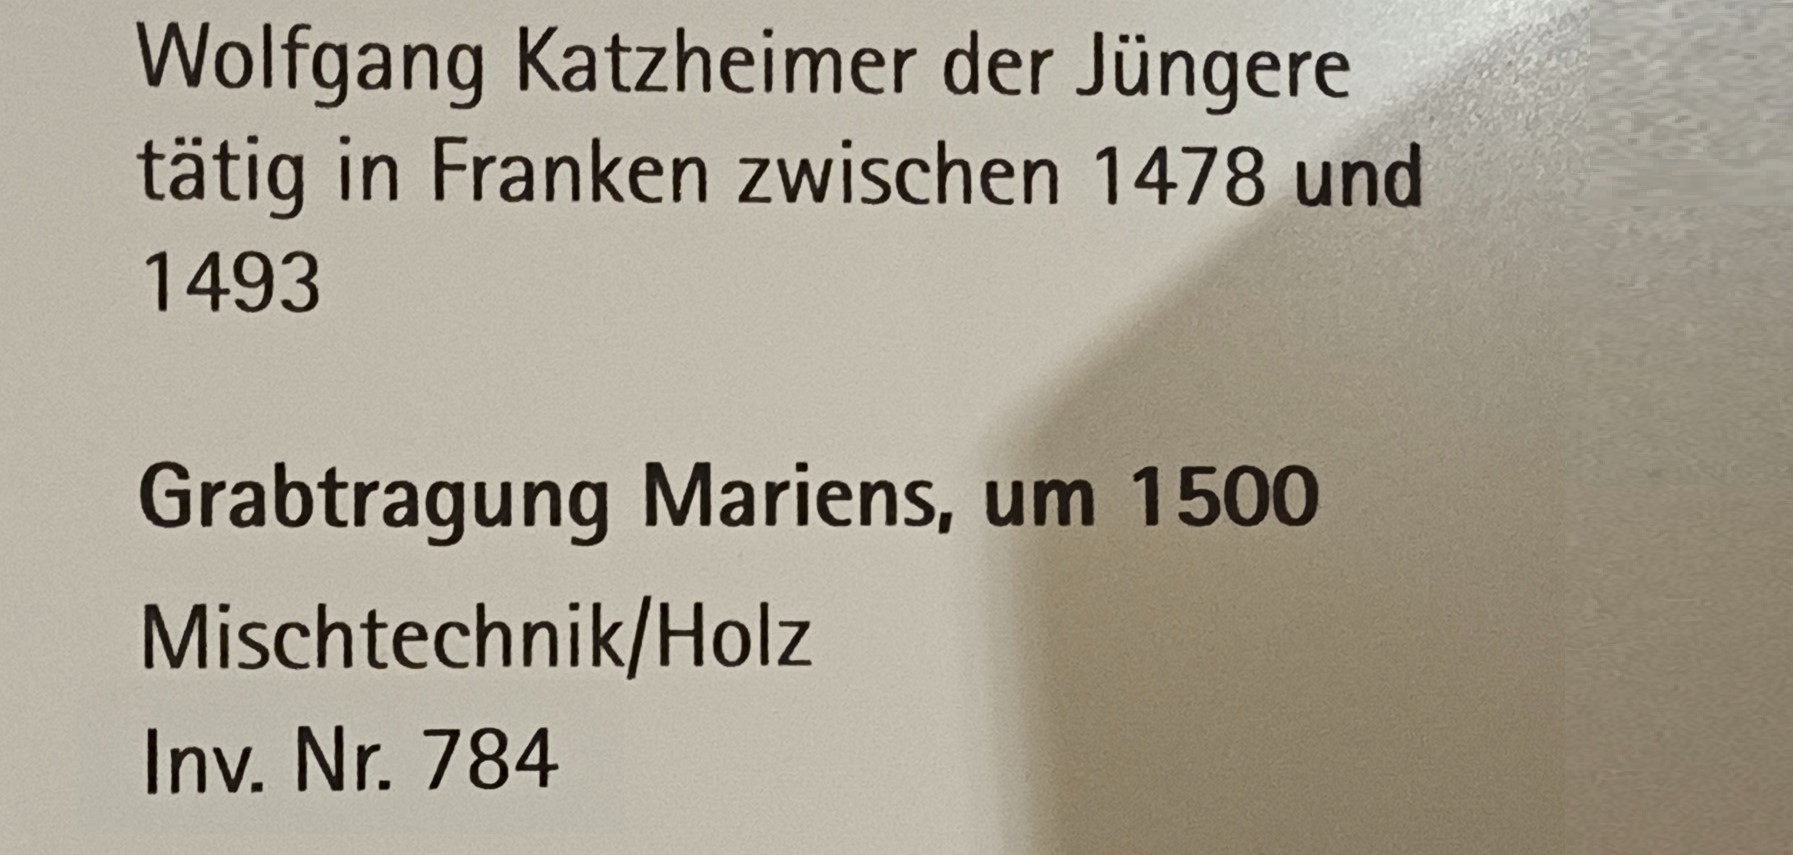 Wolfgang Katzheimer der Jüngere
tätig in Franken zwischen 1478 und
1493
Grabtragung Mariens, um 1500
Mischtechnik/Holz
Inv. Nr. 784